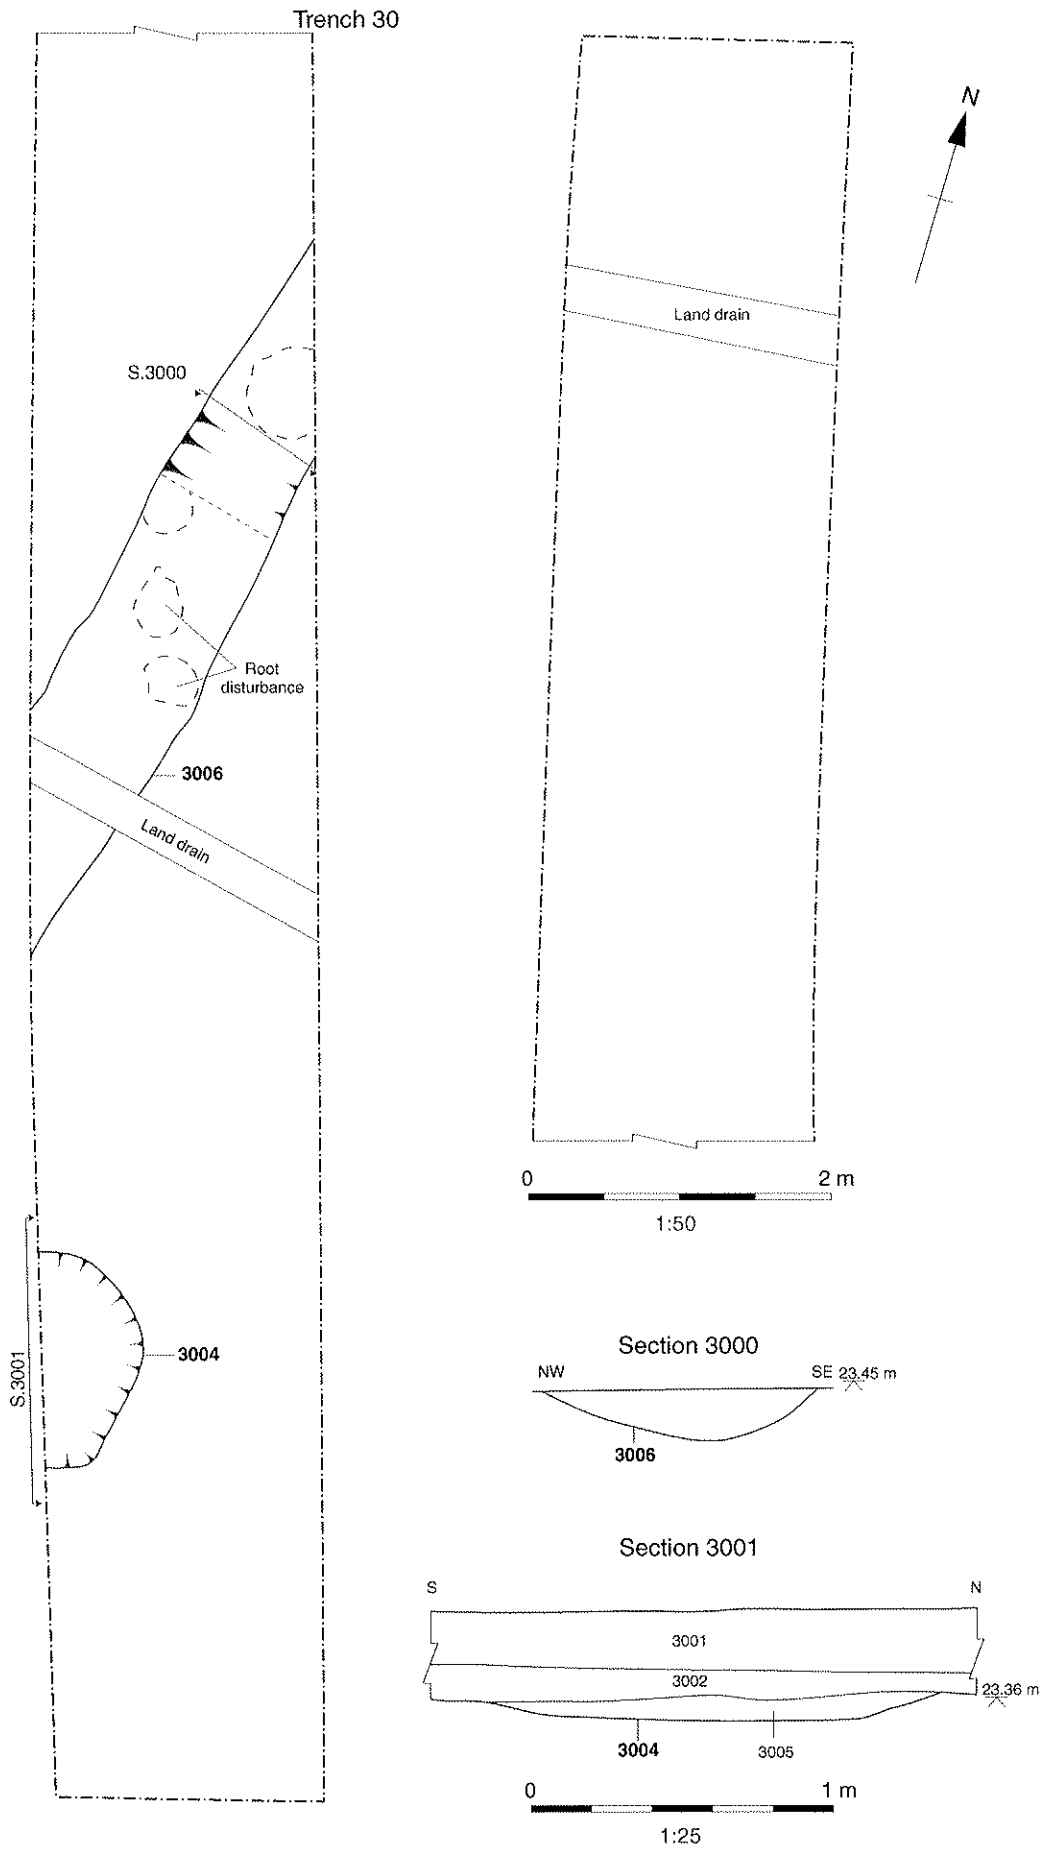 Trench 30
N
Land drain
S.3000
Root
disturbance
3006
Land drain
0 2 m
1:50
S.3001
3004
Section 3000
NW SE 23.45 m
3006
Section 3001
S N
3001
3002
23.36 m
3004 3005
0 1 m
1:25